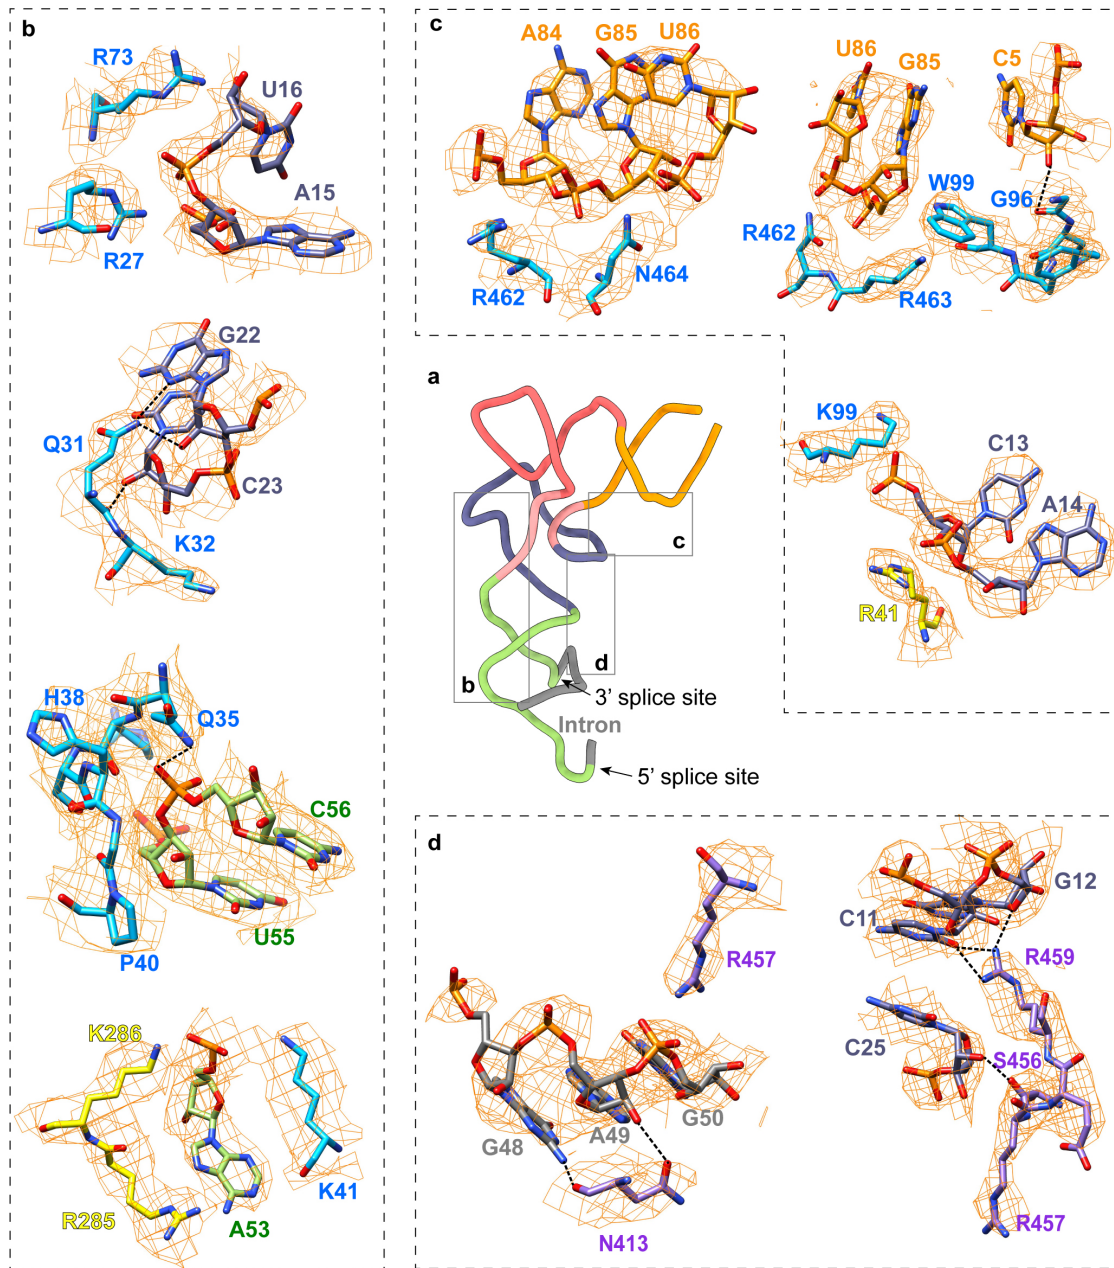 b
R73
U16
A15
R27
G22
Q31
C23
K32
H38
Q35
C56
U55
P40
K286
R285
A53
K41
c
A84
G85
U86
R462
N464
U86
G85
C5
W99
G96
R462
R463
K99
C13
A14
R41
a
c
d
b
3’ splice site
Intron
5’ splice site
d
R457
G48
A49
G50
N413
G12
C11
R459
C25
S456
R457